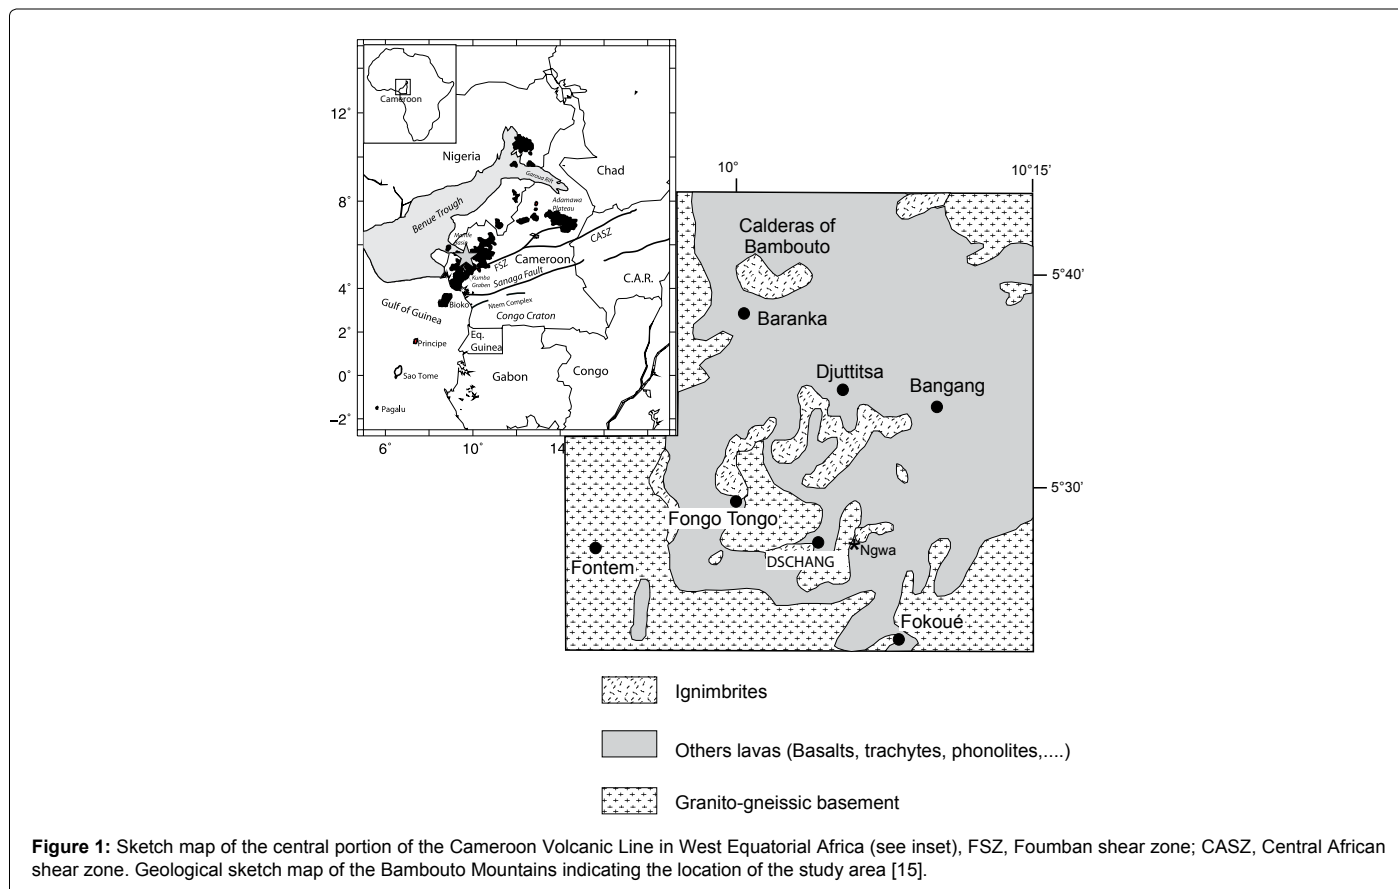 Cameroon
12˚
8˚
4˚
2˚
0˚
−2˚
6˚
10˚
14
Nigeria
Chad
Garoua Rift
Benue Trough
Adamawa
Plateau
Mamfe
Basin
CASZ
FSZ
Cameroon
Sanaga Fault
C.A.R.
Kumba
Graben
Bioko
Ntem Complex
Gulf of Guinea
Congo Craton
Eq.
Guinea
Principe
Sao Tome
Gabon
Congo
Pagalu
10°
10°15'
Calderas of
Bambouto
5°40'
Baranka
Djuttitsa
Bangang
5°30'
Fongo Tongo
DSCHANG
*Ngwa
Fontem
Fokoué
Ignimbrites
Others lavas (Basalts, trachytes, phonolites,....)
Granito-gneissic basement
Figure 1: Sketch map of the central portion of the Cameroon Volcanic Line in West Equatorial Africa (see inset), FSZ, Foumban shear zone; CASZ, Central African
shear zone. Geological sketch map of the Bambouto Mountains indicating the location of the study area [15].